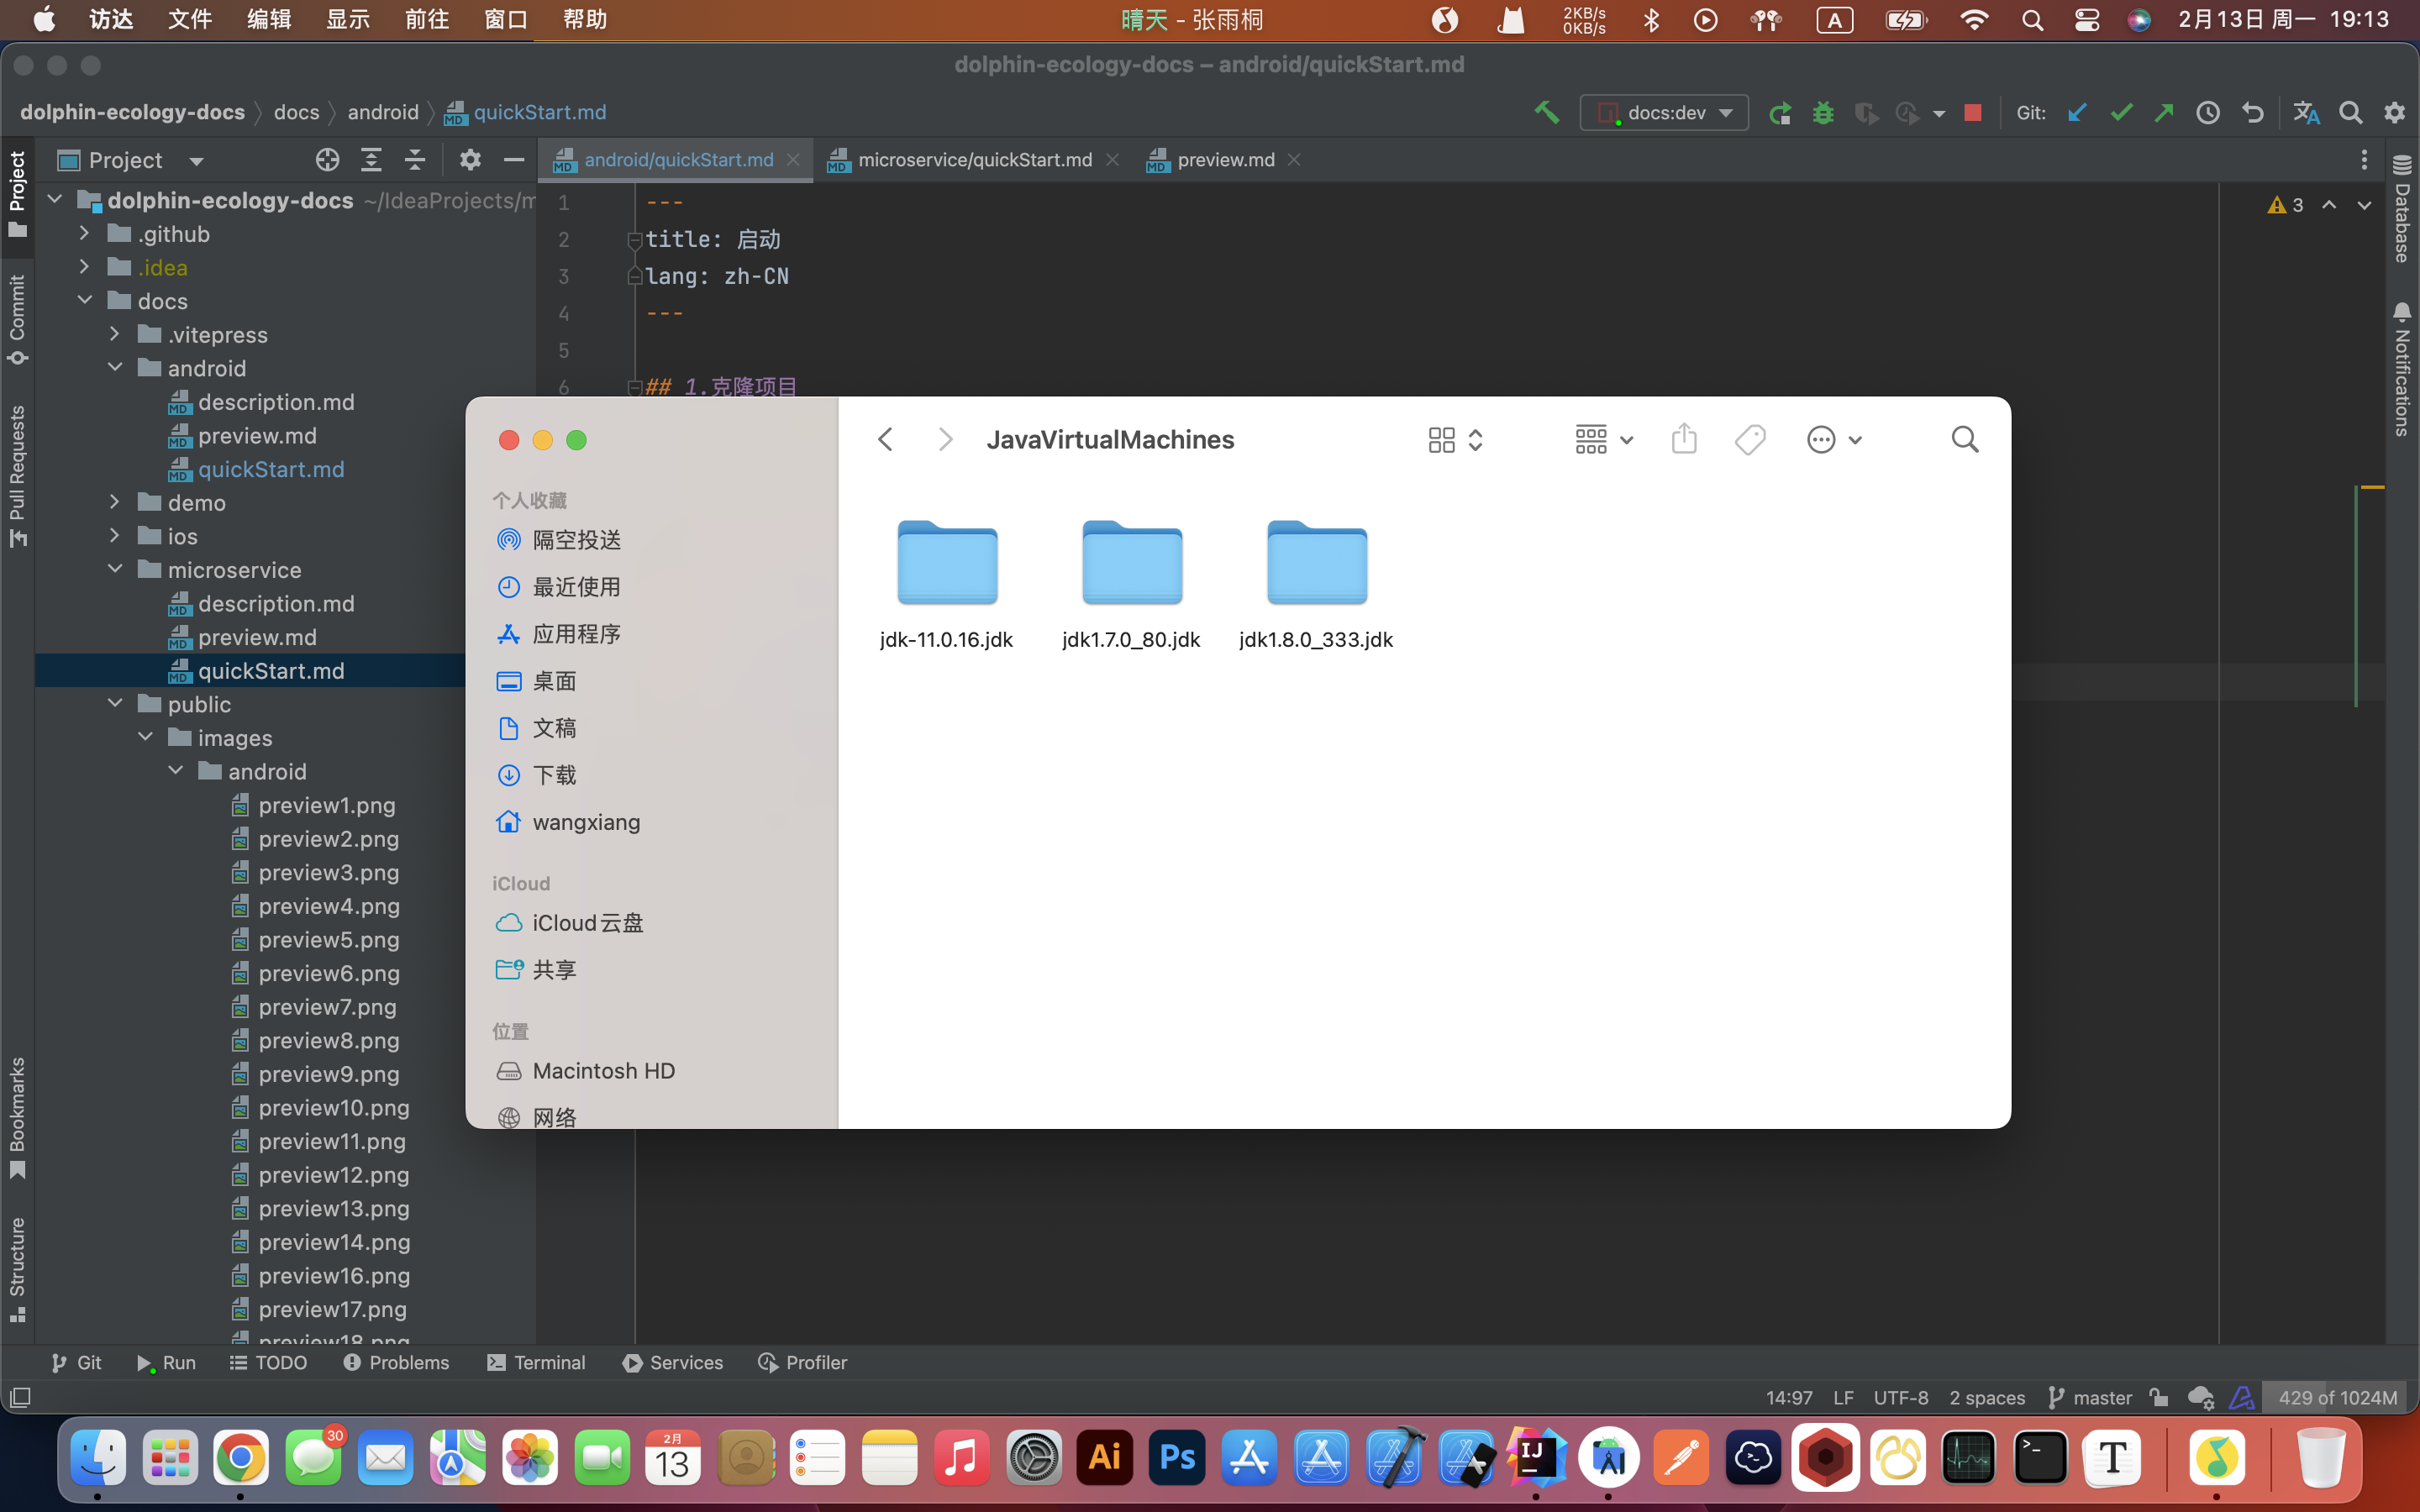 访达 文件 编辑 显示 前往 窗口 帮助 晴天 - 张雨桐 2KB/s 0KB/s A 2月13日 周一 19:13
dolphin-ecology-docs – android/quickStart.md
dolphin-ecology-docs docs android quickStart.md docs:dev Git:
Project android/quickStart.md microservice/quickStart.md preview.md
Project
Commit
Pull Requests
Bookmarks
Structure
dolphin-ecology-docs ~/IdeaProjects/m
.github
.idea
docs
.vitepress
android
description.md
preview.md
quickStart.md
demo
ios
microservice
description.md
preview.md
quickStart.md
public
images
android
preview1.png
preview2.png
preview3.png
preview4.png
preview5.png
preview6.png
preview7.png
preview8.png
preview9.png
preview10.png
preview11.png
preview12.png
preview13.png
preview14.png
preview16.png
preview17.png
preview18.png
1 ---
2 title: 启动
3 lang: zh-CN
4 ---
5
6 ## 1.克隆项目
3
Database
Notifications
JavaVirtualMachines
个人收藏
隔空投送
最近使用
应用程序
桌面
文稿
下载
wangxiang
iCloud
iCloud云盘
共享
位置
Macintosh HD
网络
jdk-11.0.16.jdk jdk1.7.0_80.jdk jdk1.8.0_333.jdk
Git Run TODO Problems Terminal Services Profiler
14:97 LF UTF-8 2 spaces master 429 of 1024M
30
2月
13
Ai
Ps
IJ
T